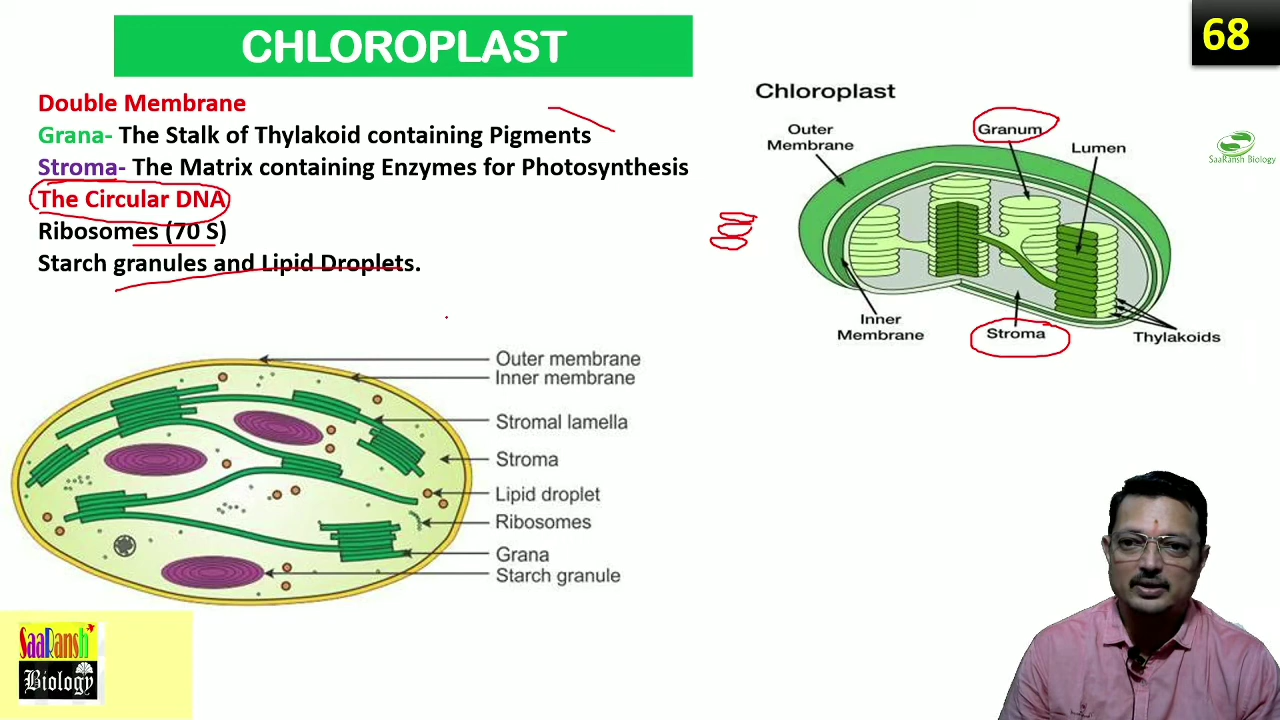 CHLOROPLAST
68
Double Membrane
Grana- The Stalk of Thylakoid containing Pigments
Stroma- The Matrix containing Enzymes for Photosynthesis
The Circular DNA
Ribosomes (70 S)
Starch granules and Lipid Droplets.
Chloroplast
Outer
Membrane
Granum
Lumen
Inner
Membrane
Stroma
Thylakoids
SaaRansh Biology
Outer membrane
Inner membrane
Stromal lamella
Stroma
Lipid droplet
Ribosomes
Grana
Starch granule
SaaRansh
Biology